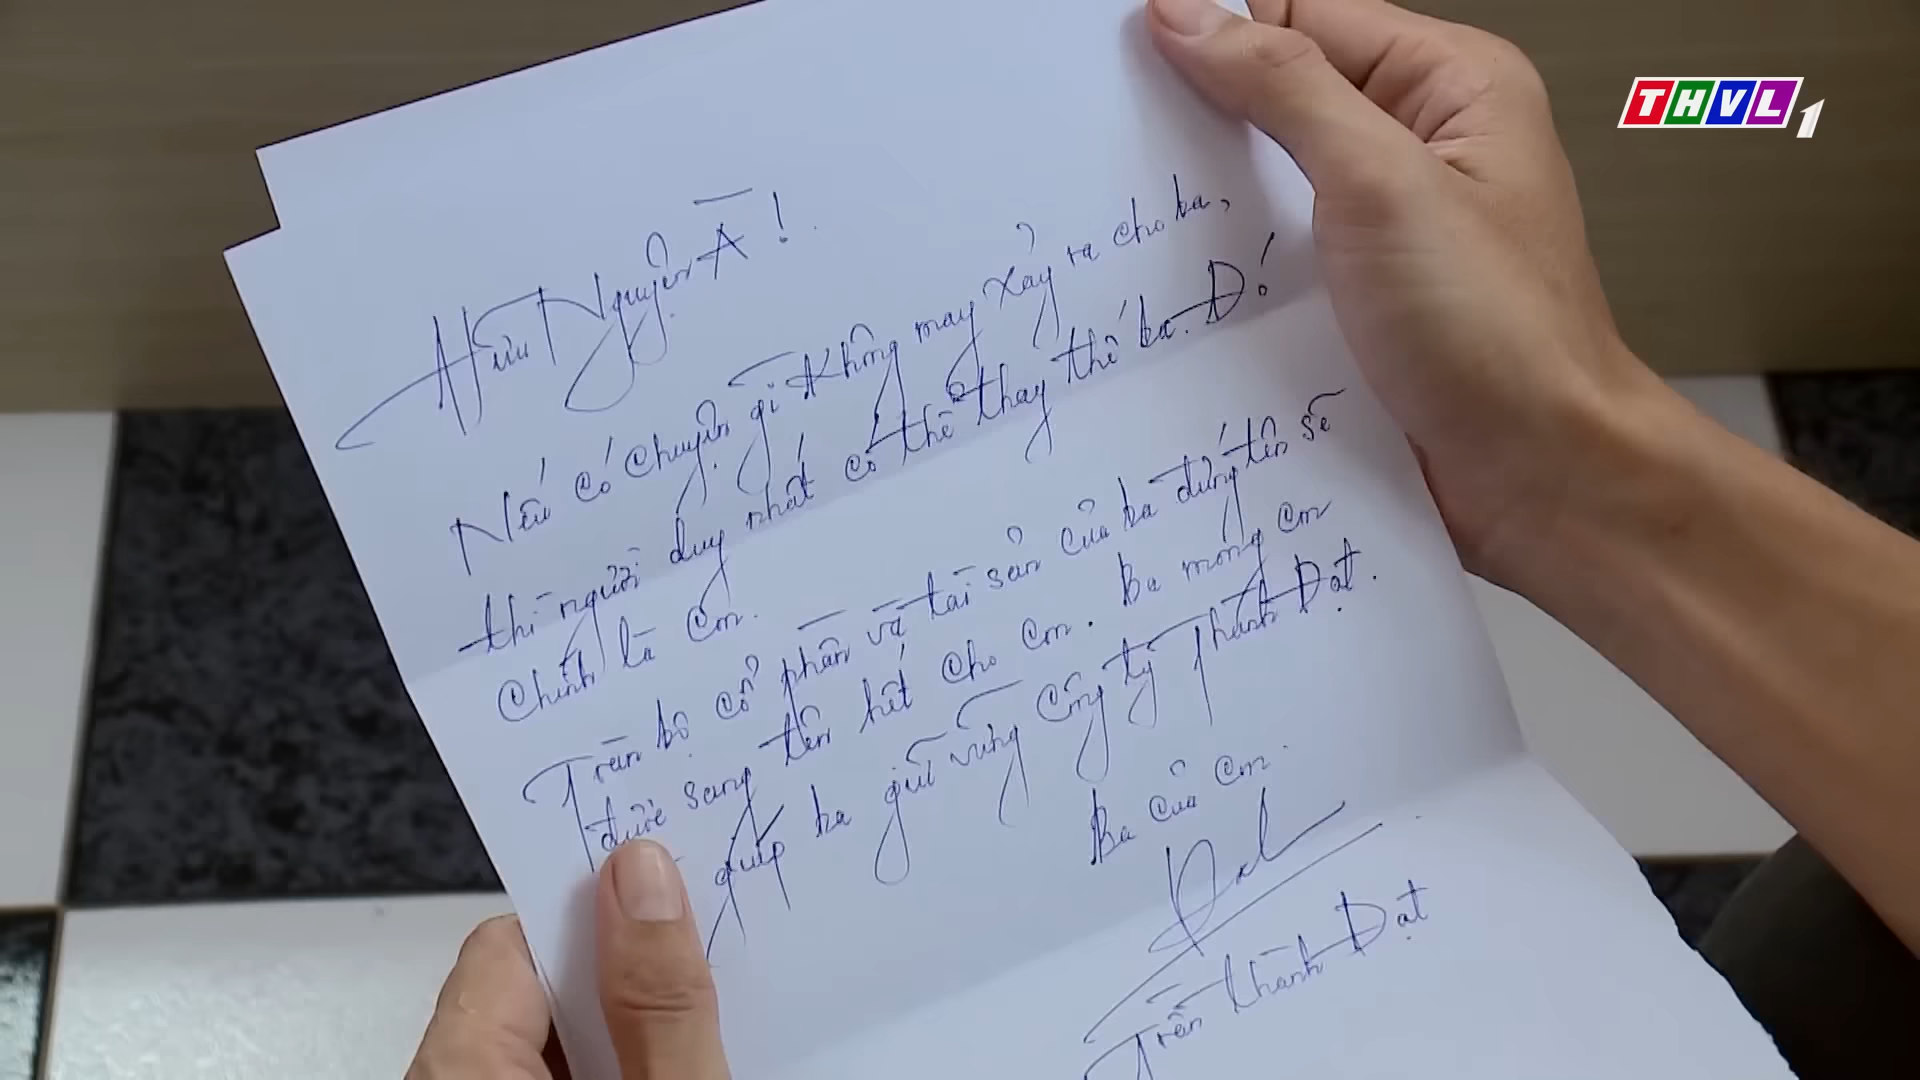 THVL1
Hữu Nguyện À!
Nếu có chuyện gì không may xảy ra cho ba,
thì người duy nhất có thể thay thế ba. Đó
chính là con.
Toàn bộ cổ phần và tài sản của ba đứng tên sẽ
được sang tên hết cho con. Ba mong con
giúp ba giữ vững công ty Thành Đạt.
Ba của con.
Trần Thành Đạt